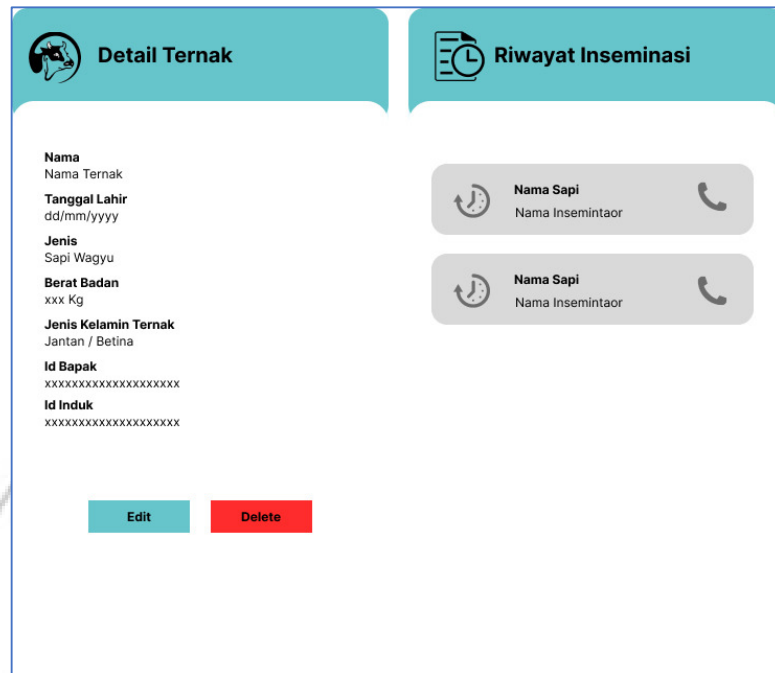 Detail Ternak
Nama
Nama Ternak
Tanggal Lahir
dd/mm/yyyy
Jenis
Sapi Wagyu
Berat Badan
xxx Kg
Jenis Kelamin Ternak
Jantan / Betina
Id Bapak
xxxxxxxxxxxxxxxxxxxx
Id Induk
xxxxxxxxxxxxxxxxxxxx
Edit
Delete
Riwayat Inseminasi
Nama Sapi
Nama Insemintaor
Nama Sapi
Nama Insemintaor